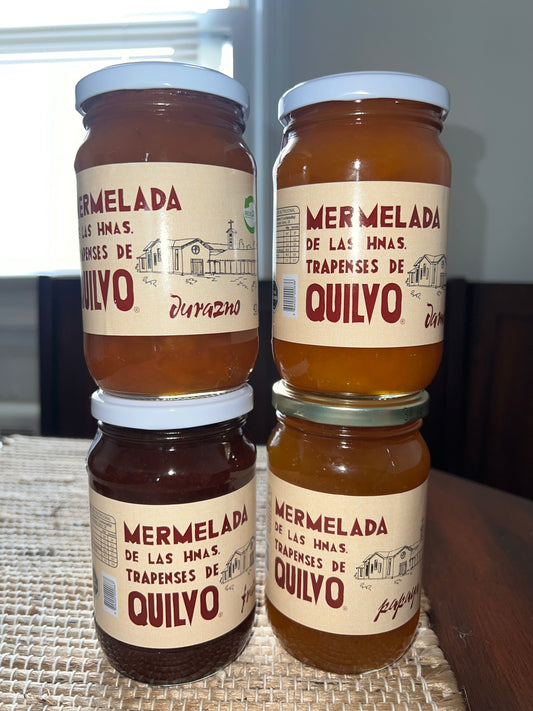 MERMELADA
DE LAS HNAS.
TRAPENSES DE
QUILVO
durazno
MERMELADA
DE LAS HNAS.
TRAPENSES DE
QUILVO
MERMELADA
DE LAS HNAS.
TRAPENSES DE
QUILVO
MERMELADA
DE LAS HNAS.
TRAPENSES DE
QUILVO
papaya